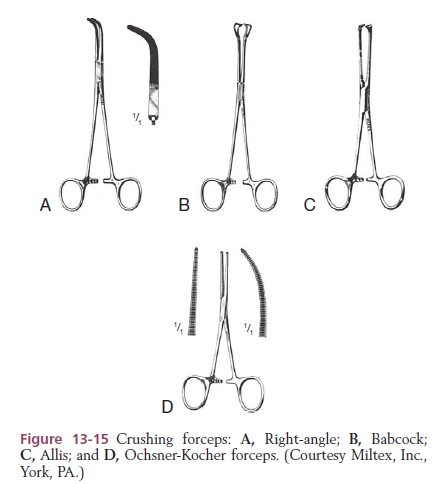 1/1
A
B
C
1/1
1/1
D
Figure 13-15 Crushing forceps: A, Right-angle; B, Babcock;
C, Allis; and D, Ochsner-Kocher forceps. (Courtesy Miltex, Inc.,
York, PA.)